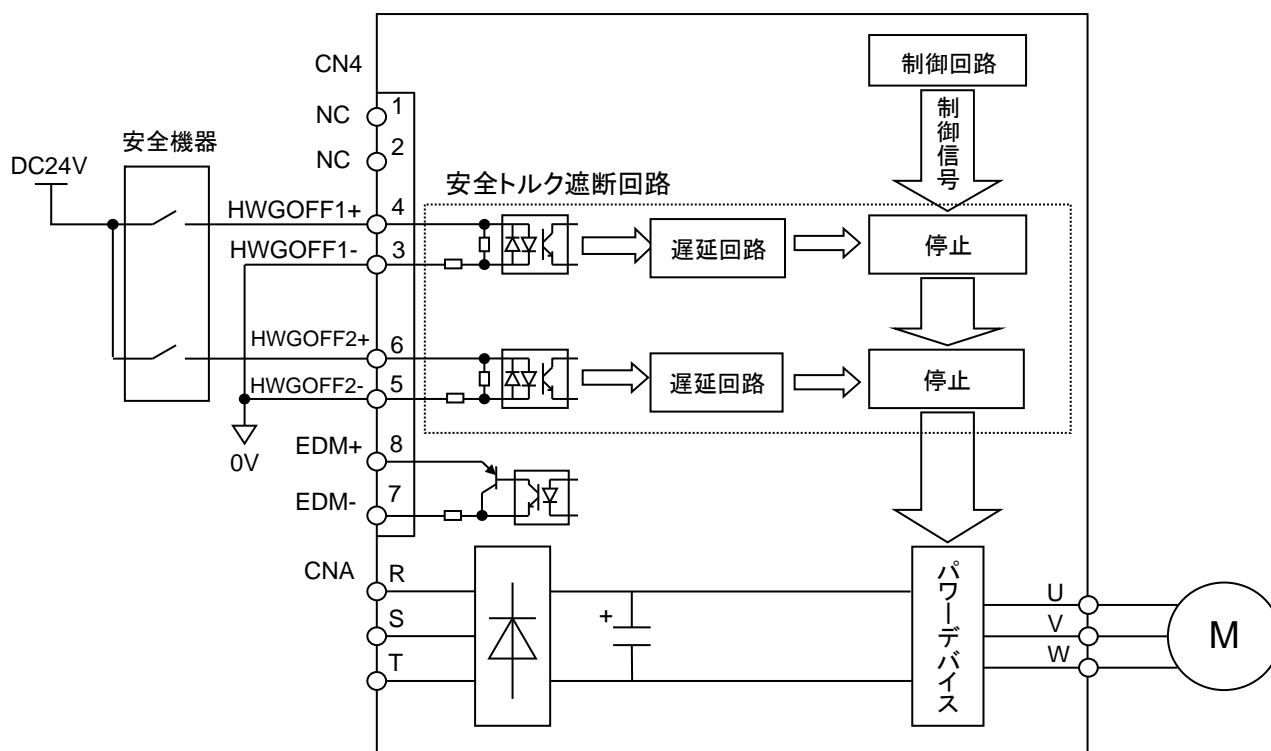 CN4
制御回路
NC
1
NC
2
制御信号
安全機器
DC24V
安全トルク遮断回路
HWGOFF1+
4
HWGOFF1-
3
遅延回路
停止
HWGOFF2+
6
HWGOFF2-
5
遅延回路
停止
0V
EDM+
8
EDM-
7
CNA
R
S
T
+
パワーデバイス
U
V
W
M